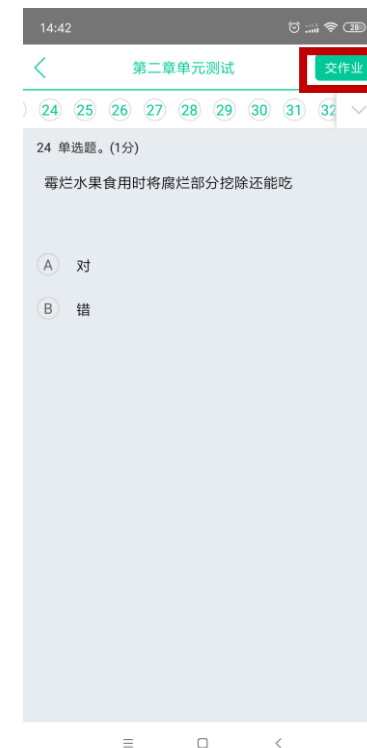 14:42 28
第二章单元测试 交作业
24 25 26 27 28 29 30 31 32
24 单选题。(1分)
霉烂水果食用时将腐烂部分挖除还能吃
A 对
B 错